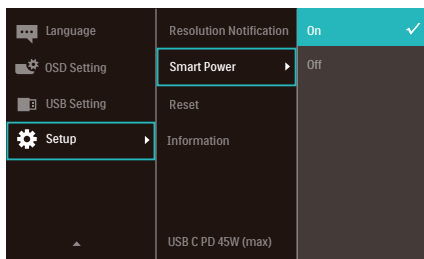 Language
OSD Setting
USB Setting
Setup
Resolution Notification
Smart Power
Reset
Information
USB C PD 45W (max)
On
Off